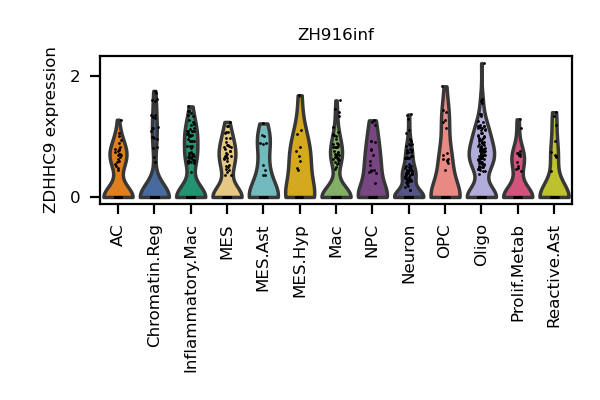 ZH916inf
ZDHHC9 expression
2
0
AC
Chromatin.Reg
Inflammatory.Mac
MES
MES.Ast
MES.Hyp
Mac
NPC
Neuron
OPC
Oligo
Prolif.Metab
Reactive.Ast